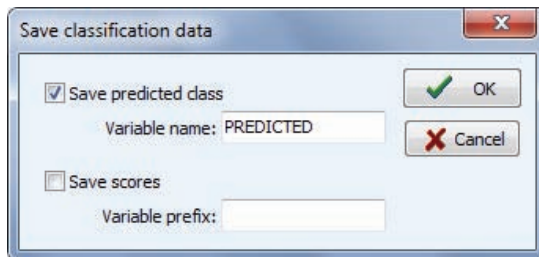 Save classification data
Save predicted class
OK
Variable name: PREDICTED
Cancel
Save scores
Variable prefix: